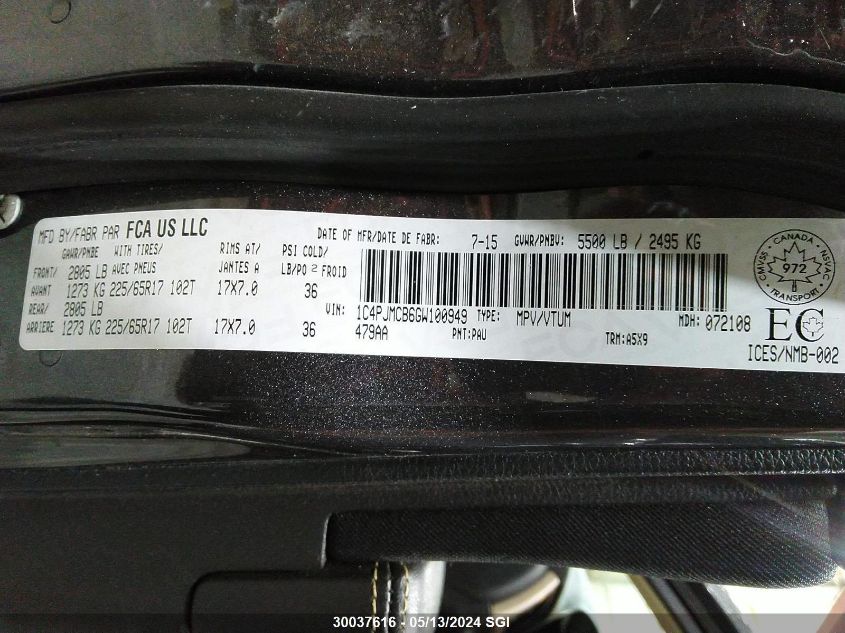 MFD BY/FABR PAR FCA US LLC
DATE OF MFR/DATE DE FABR: 7-15 GVWR/PNBV: 5500 LB / 2495 KG
GAWR/PNBE WITH TIRES/ RIMS AT/ PSI COLD/
FRONT/ 2805 LB AVEC PNEUS JANTES A LB/PO 2 FROID
AVANT 1273 KG 225/65R17 102T 17X7.0 36
REAR/ 2805 LB
ARRIERE 1273 KG 225/65R17 102T 17X7.0 36
VIN: 1C4PJMCB6GW100949 TYPE: MPV/VTUM MDH: 072108
479AA PNT:PAU TRM:A5X9
CANADA
CMVSS 972 NSVAC
TRANSPORT
EC
ICES/NMB-002
30037616 - 05/13/2024 SGI